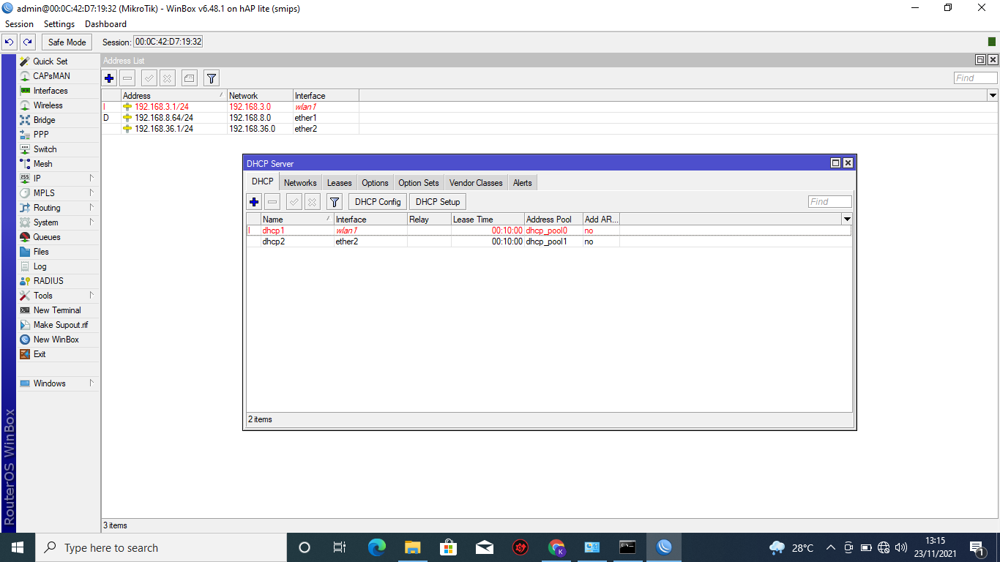 admin@00:0C:42:D7:19:32 (MikroTik) - WinBox v6.48.1 on hAP lite (smips)
Session Settings Dashboard
Safe Mode Session: 00:0C:42:D7:19:32
Quick Set
CAPsMAN
Interfaces
Wireless
Bridge
PPP
Switch
Mesh
IP
MPLS
Routing
System
Queues
Files
Log
RADIUS
Tools
New Terminal
Make Supout.rif
New WinBox
Exit
Windows
RouterOS WinBox
Address List
Find
Address Network Interface
I 192.168.3.1/24 192.168.3.0 wlan1
D 192.168.8.64/24 192.168.8.0 ether1
192.168.36.1/24 192.168.36.0 ether2
DHCP Server
DHCP Networks Leases Options Option Sets Vendor Classes Alerts
DHCP Config DHCP Setup Find
Name Interface Relay Lease Time Address Pool Add AR...
I dhcp1 wlan1 00:10:00 dhcp_pool0 no
dhcp2 ether2 00:10:00 dhcp_pool1 no
2 items
3 items
Type here to search
K
28°C
13:15
23/11/2021
1